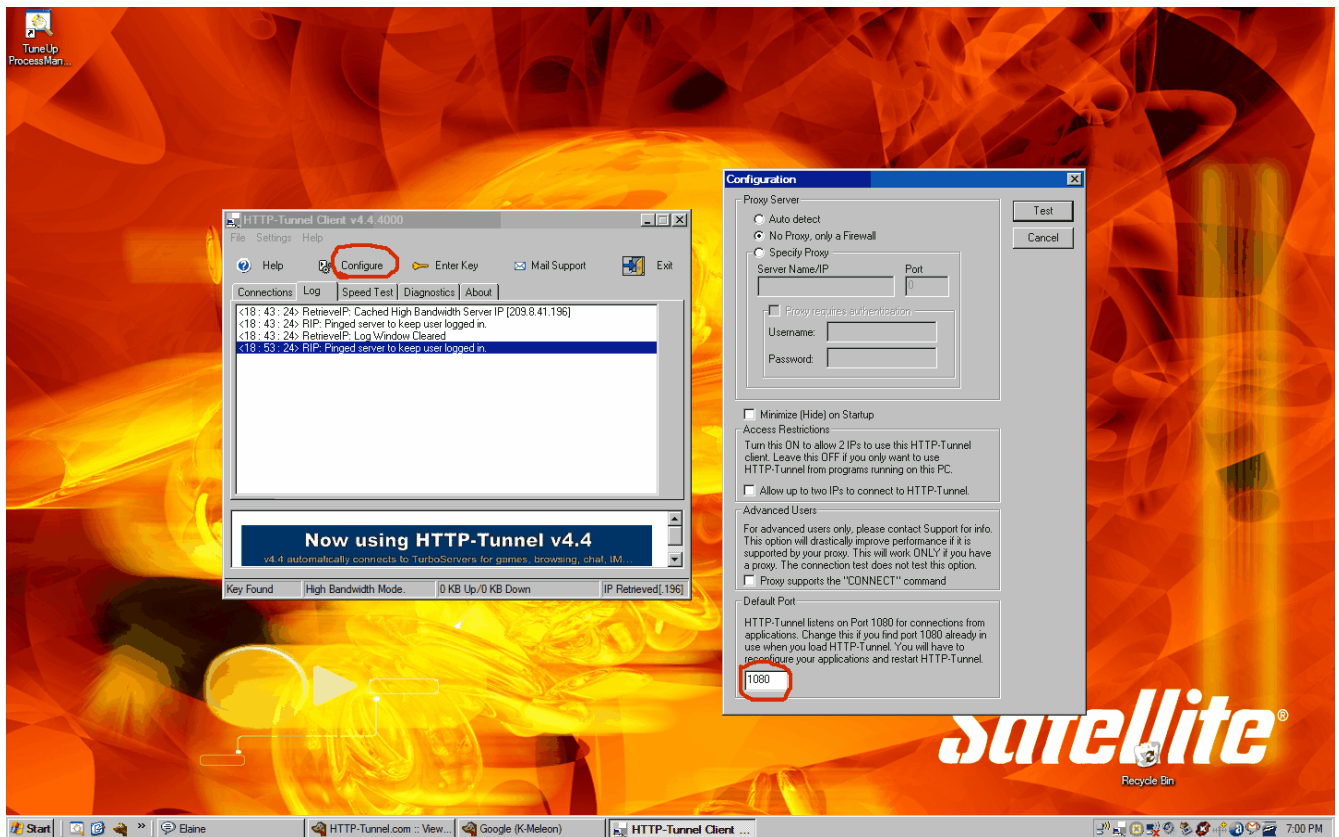 TuneUp
ProcessMan...
HTTP-Tunnel Client v4.4.4000
File Settings Help
Help Configure Enter Key Mail Support Exit
Connections Log Speed Test Diagnostics About
<18 : 43 : 24> RetrieveIP: Cached High Bandwidth Server IP [209.8.41.196]
<18 : 43 : 24> RIP: Pinged server to keep user logged in.
<18 : 43 : 24> RetrieveIP: Log Window Cleared
<18 : 53 : 24> RIP: Pinged server to keep user logged in.
Now using HTTP-Tunnel v4.4
v4.4 automatically connects to TurboServers for games, browsing, chat, IM...
Key Found High Bandwidth Mode. 0 KB Up/0 KB Down IP Retrieved[.196]
Configuration
Proxy Server
Auto detect
No Proxy, only a Firewall
Specify Proxy
Server Name/IP Port
0
Proxy requires authentication
Username:
Password:
Test
Cancel
Minimize (Hide) on Startup
Access Restrictions
Turn this ON to allow 2 IPs to use this HTTP-Tunnel
client. Leave this OFF if you only want to use
HTTP-Tunnel from programs running on this PC.
Allow up to two IPs to connect to HTTP-Tunnel.
Advanced Users
For advanced users only, please contact Support for info.
This option will drastically improve performance if it is
supported by your proxy. This will work ONLY if you have
a proxy. The connection test does not test this option.
Proxy supports the "CONNECT" command
Default Port
HTTP-Tunnel listens on Port 1080 for connections from
applications. Change this if you find port 1080 already in
use when you load HTTP-Tunnel. You will have to
reconfigure your applications and restart HTTP-Tunnel.
1080
Satellite®
Recycle Bin
Start » Elaine HTTP-Tunnel.com :: View... Google (K-Meleon) HTTP-Tunnel Client ... 7:00 PM